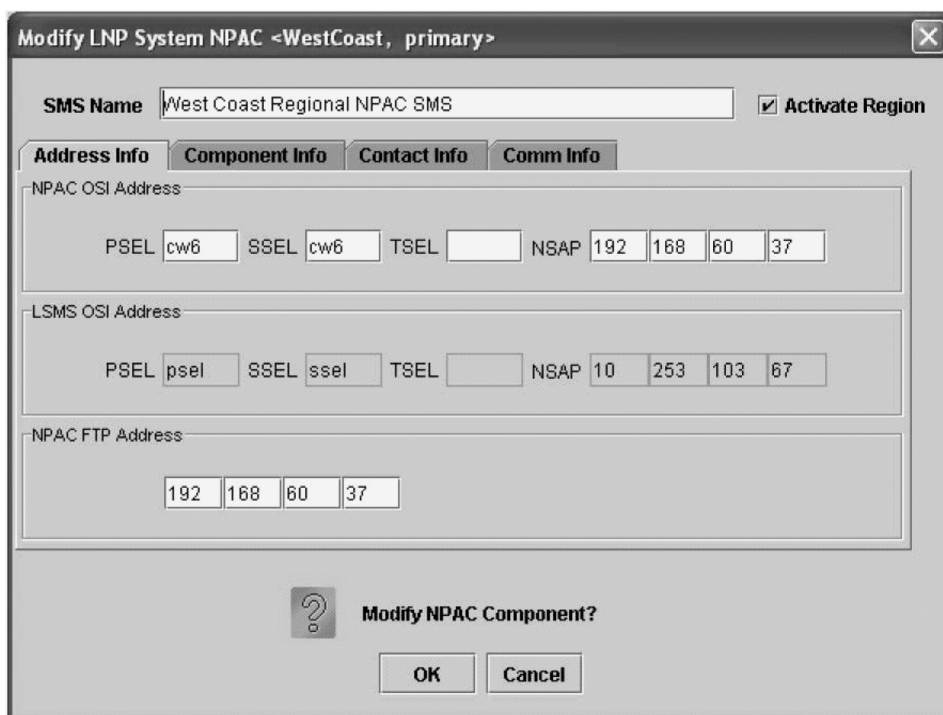 Modify LNP System NPAC <WestCoast, primary>
SMS Name West Coast Regional NPAC SMS Activate Region
Address Info Component Info Contact Info Comm Info
NPAC OSI Address
PSEL cw6 SSEL cw6 TSEL NSAP 192 168 60 37
LSMS OSI Address
PSEL psel SSEL ssel TSEL NSAP 10 253 103 67
NPAC FTP Address
192 168 60 37
Modify NPAC Component?
OK Cancel